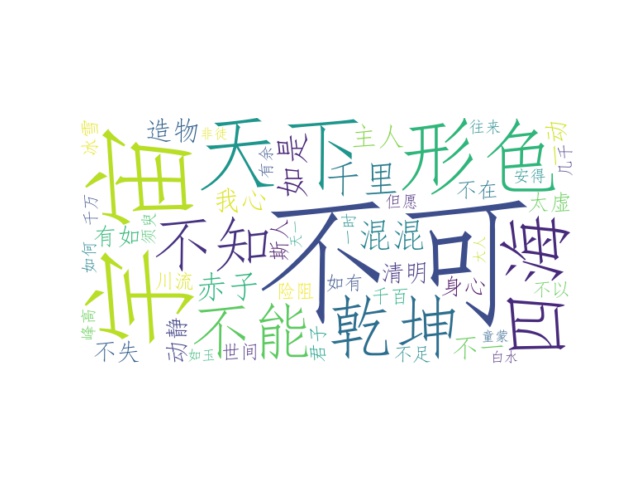 不可
宇宙
天下
形色
四海
乾坤
不知
不能
千里
混混
如是
造物
主人
往来
动
几千
安得
太虚
不在
但愿
有余
非徒
冰雪
千万
我心
有如
须臾
斯人
天一
一时
清明
身心
大人
不以
如何
川流
赤子
险阻
如有
千百
峰高
不失
动静
白玉
世间
君子
不足
不一
童蒙
白水